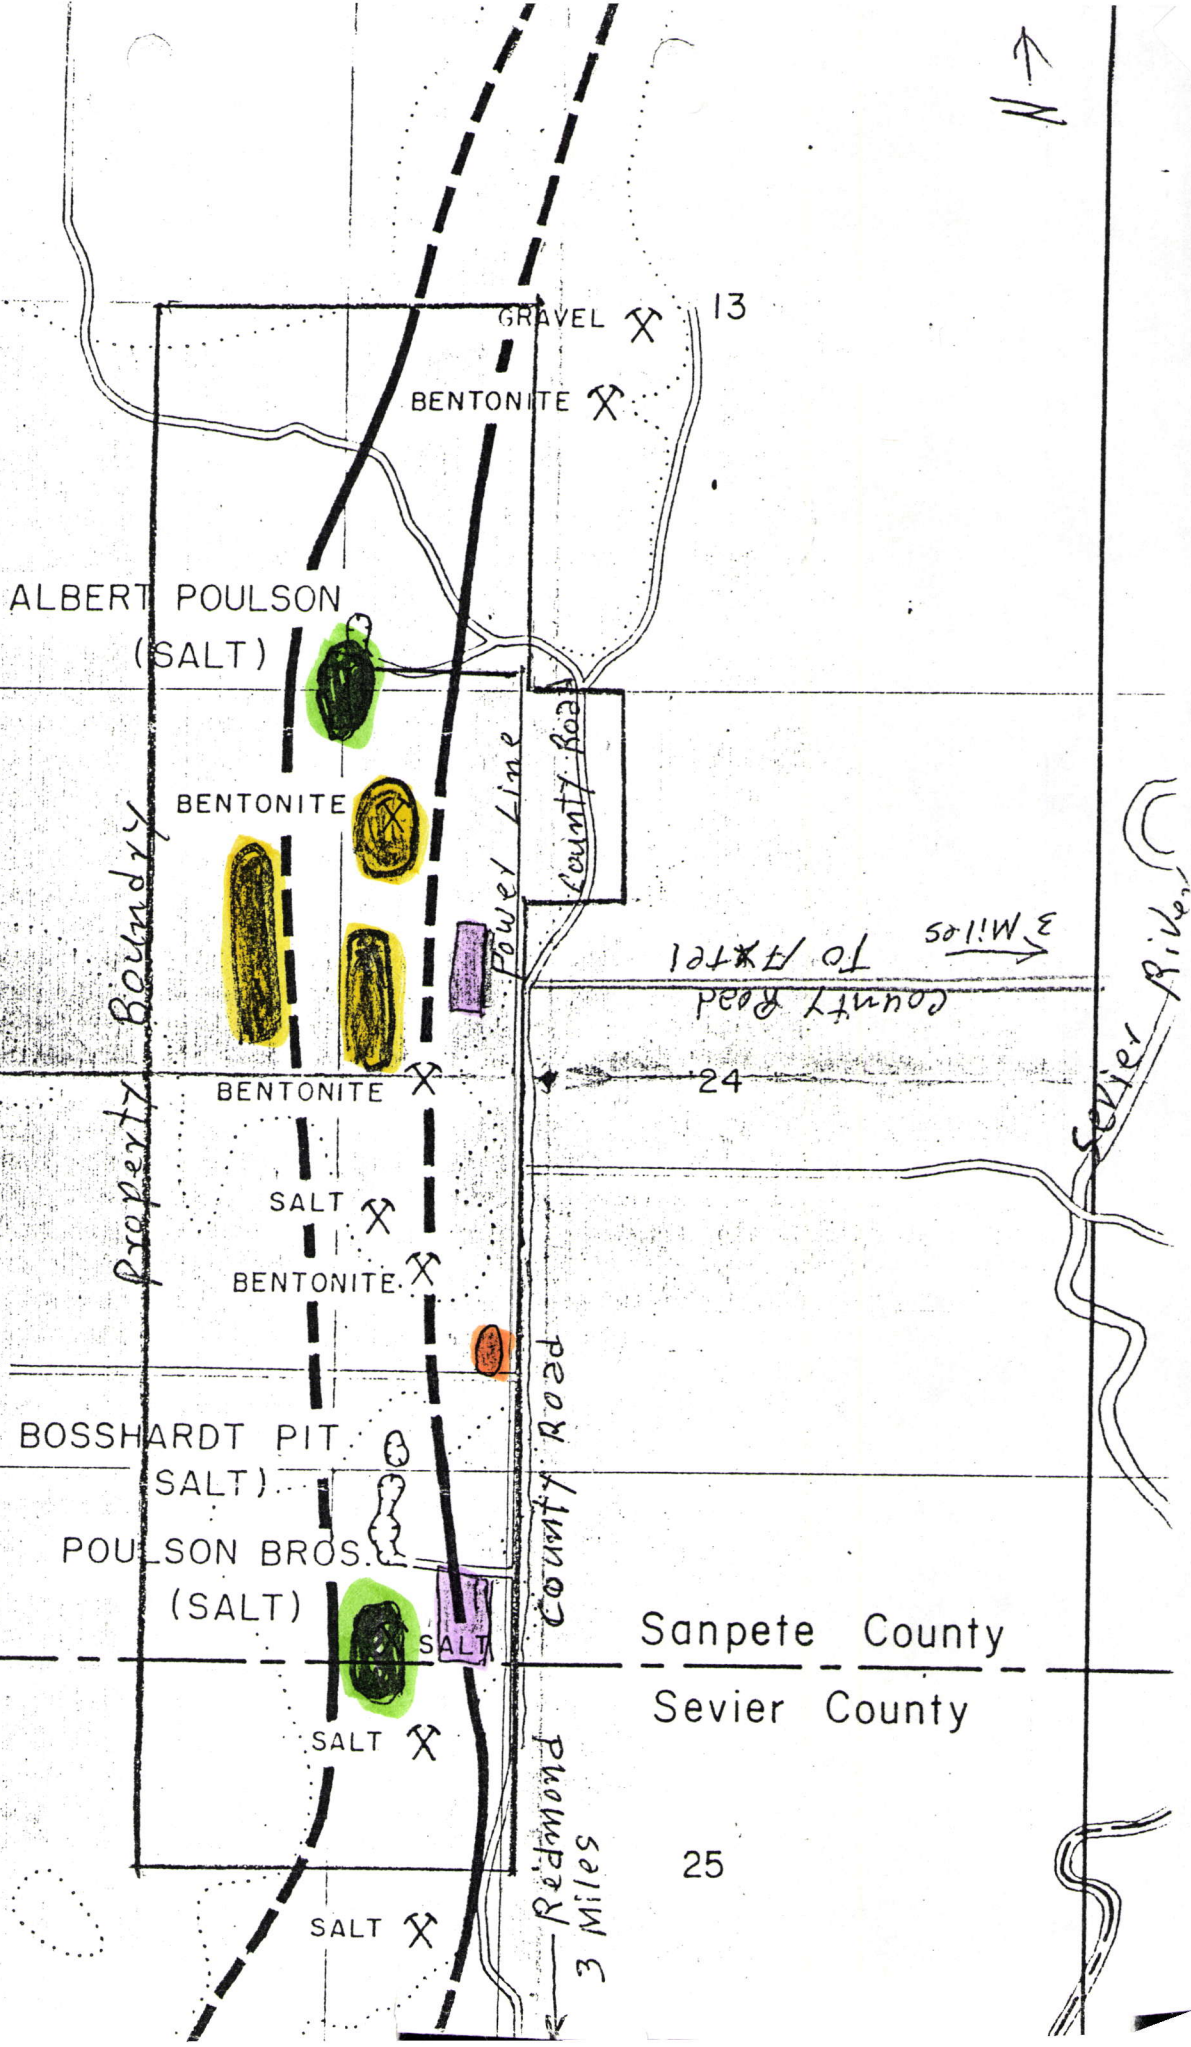 N
13
GRAVEL
BENTONITE
ALBERT POULSON
(SALT)
BENTONITE
Power Line
County Road
Property Boundry
3 Miles
To Axtel
County Road
Sevier River
BENTONITE
24
SALT
BENTONITE
BOSSHARDT PIT
(SALT)
County Road
POULSON BROS.
(SALT)
SALT
Sanpete County
Sevier County
SALT
Redmond
3 Miles
25
SALT